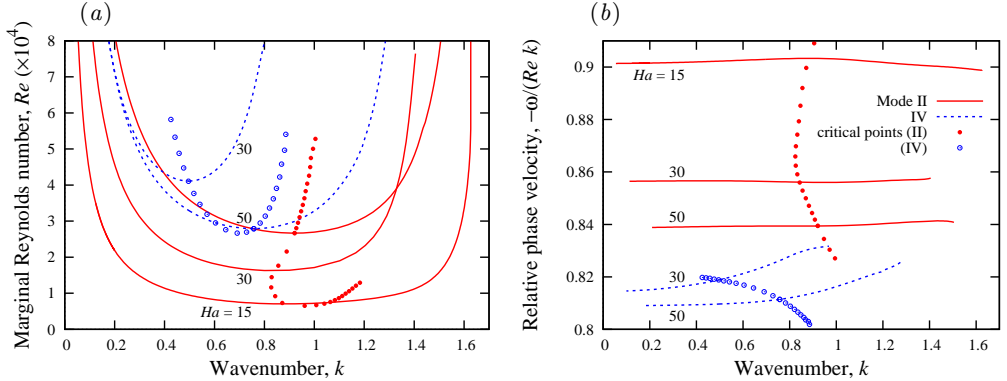 (a)
Marginal Reynolds number, Re (×10⁴)
8
7
6
5
4
3
2
1
0
30
50
30
Ha = 15
0 0.2 0.4 0.6 0.8 1 1.2 1.4 1.6
Wavenumber, k
(b)
Relative phase velocity, −ω/(Re k)
0.9
0.88
0.86
0.84
0.82
0.8
Ha = 15
Mode II
IV
critical points (II)
(IV)
30
50
30
50
0 0.2 0.4 0.6 0.8 1 1.2 1.4 1.6
Wavenumber, k